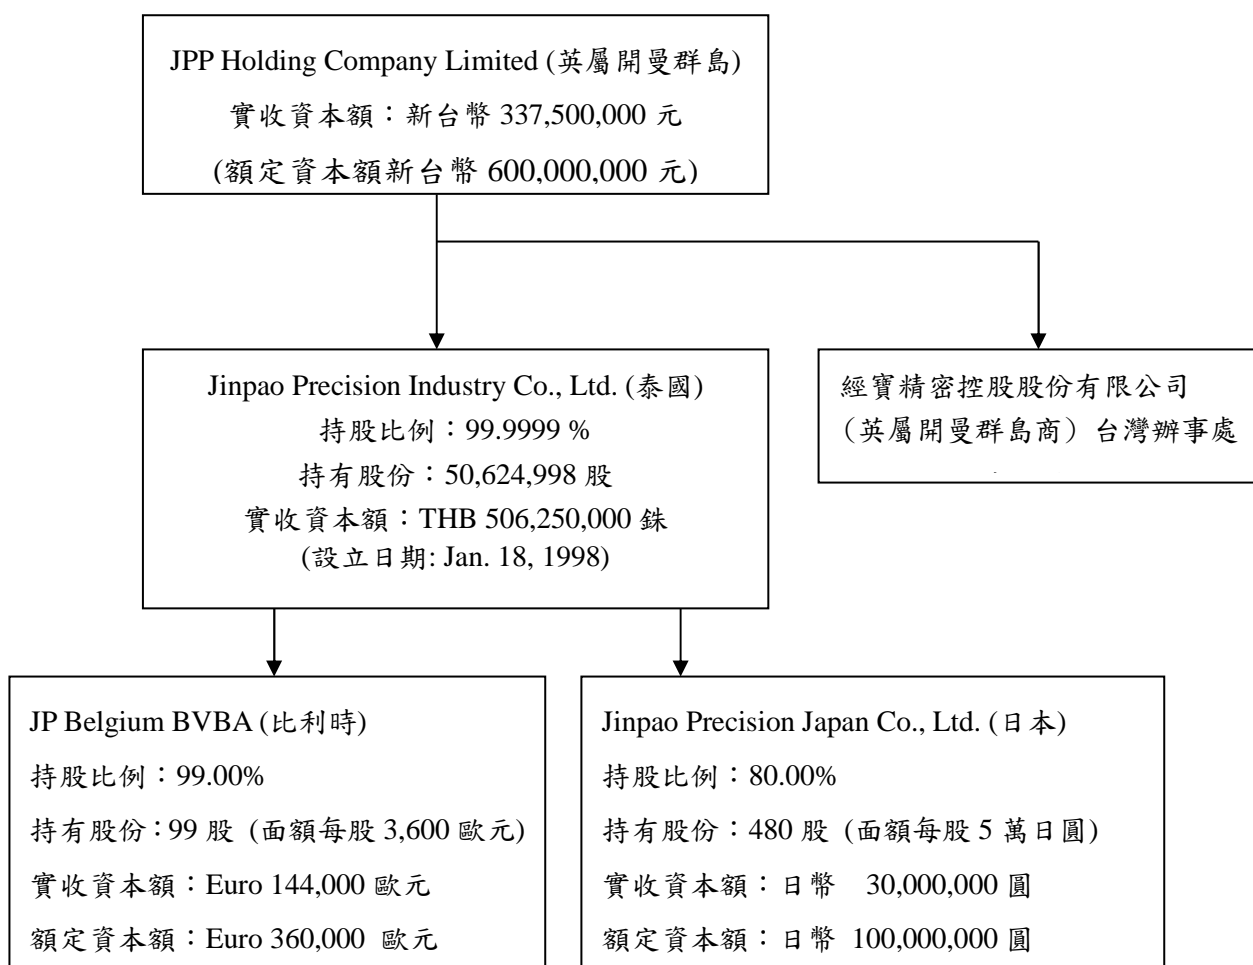 JPP Holding Company Limited (英屬開曼群島)
實收資本額：新台幣 337,500,000 元
(額定資本額新台幣 600,000,000 元)
Jinpao Precision Industry Co., Ltd. (泰國)
持股比例：99.9999 %
持有股份：50,624,998 股
實收資本額：THB 506,250,000 銖
(設立日期: Jan. 18, 1998)
經寶精密控股股份有限公司
（英屬開曼群島商）台灣辦事處
JP Belgium BVBA (比利時)
持股比例：99.00%
持有股份：99 股 (面額每股 3,600 歐元)
實收資本額：Euro 144,000 歐元
額定資本額：Euro 360,000 歐元
Jinpao Precision Japan Co., Ltd. (日本)
持股比例：80.00%
持有股份：480 股 (面額每股 5 萬日圓)
實收資本額：日幣 30,000,000 圓
額定資本額：日幣 100,000,000 圓